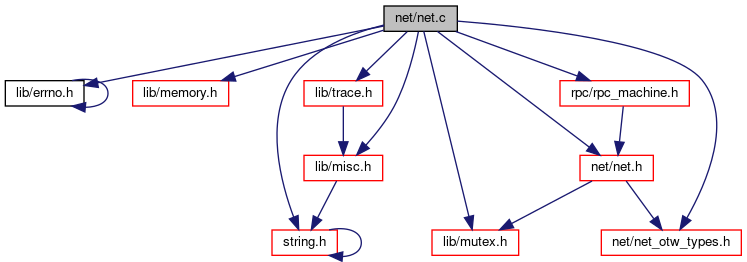 net/net.c
lib/errno.h
lib/memory.h
lib/trace.h
rpc/rpc_machine.h
lib/misc.h
net/net.h
string.h
lib/mutex.h
net/net_otw_types.h